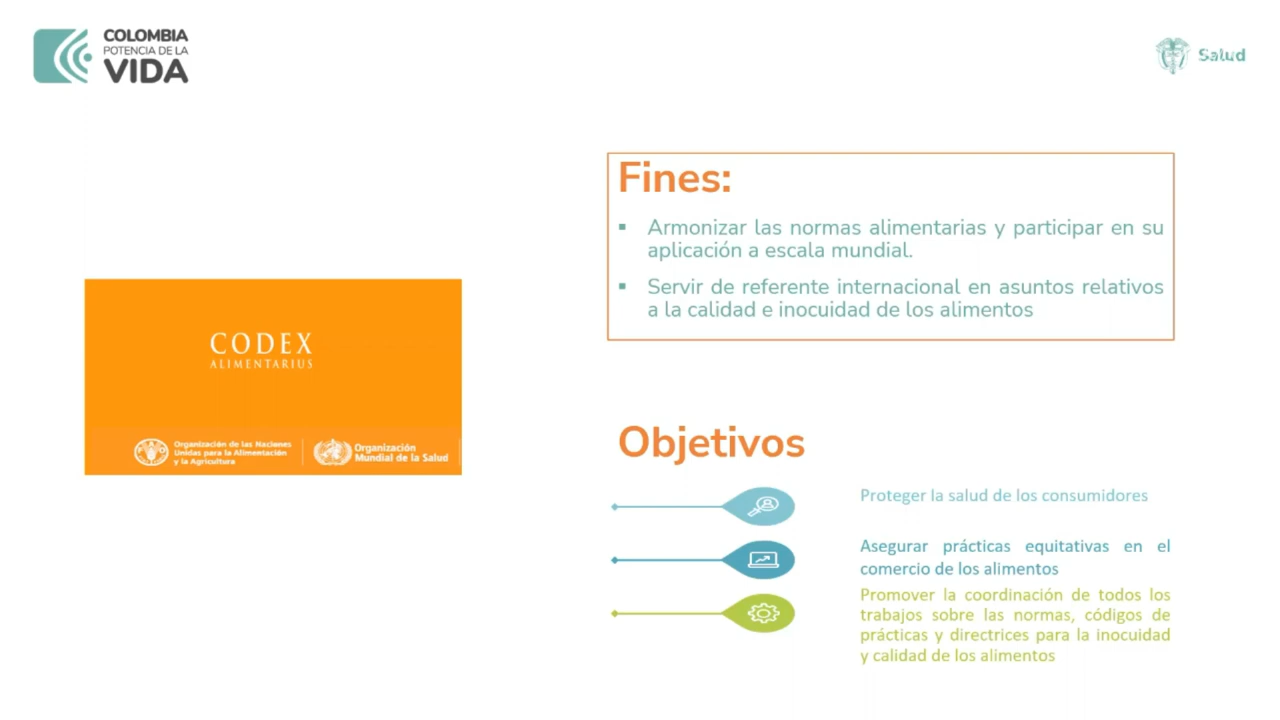 COLOMBIA
POTENCIA DE LA
VIDA
Salud
Fines:
▪ Armonizar las normas alimentarias y participar en su
aplicación a escala mundial.
▪ Servir de referente internacional en asuntos relativos
a la calidad e inocuidad de los alimentos
CODEX
ALIMENTARIUS
Organización de las Naciones
Unidas para la Alimentación
y la Agricultura
Organización
Mundial de la Salud
Objetivos
Proteger la salud de los consumidores
Asegurar prácticas equitativas en el
comercio de los alimentos
Promover la coordinación de todos los
trabajos sobre las normas, códigos de
prácticas y directrices para la inocuidad
y calidad de los alimentos